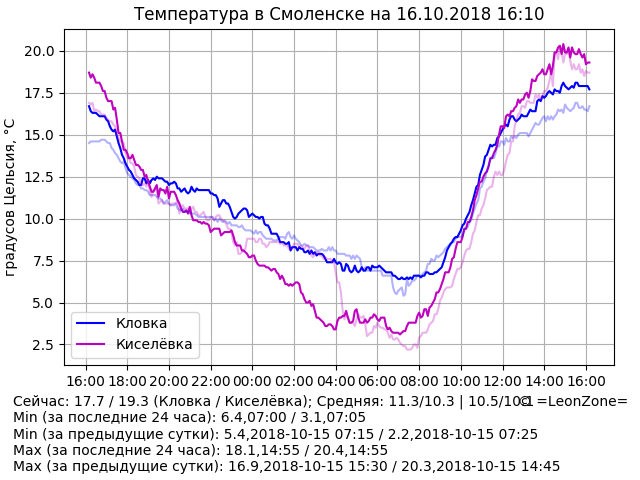 Температура в Смоленске на 16.10.2018 16:10
градусов Цельсия, °C
20.0
17.5
15.0
12.5
10.0
7.5
5.0
2.5
Кловка
Киселёвка
16:00 18:00 20:00 22:00 00:00 02:00 04:00 06:00 08:00 10:00 12:00 14:00 16:00
Сейчас: 17.7 / 19.3 (Кловка / Киселёвка); Средняя: 11.3/10.3 | 10.5/10.1 © =LeonZone=
Min (за последние 24 часа): 6.4,07:00 / 3.1,07:05
Min (за предыдущие сутки): 5.4,2018-10-15 07:15 / 2.2,2018-10-15 07:25
Max (за последние 24 часа): 18.1,14:55 / 20.4,14:55
Max (за предыдущие сутки): 16.9,2018-10-15 15:30 / 20.3,2018-10-15 14:45